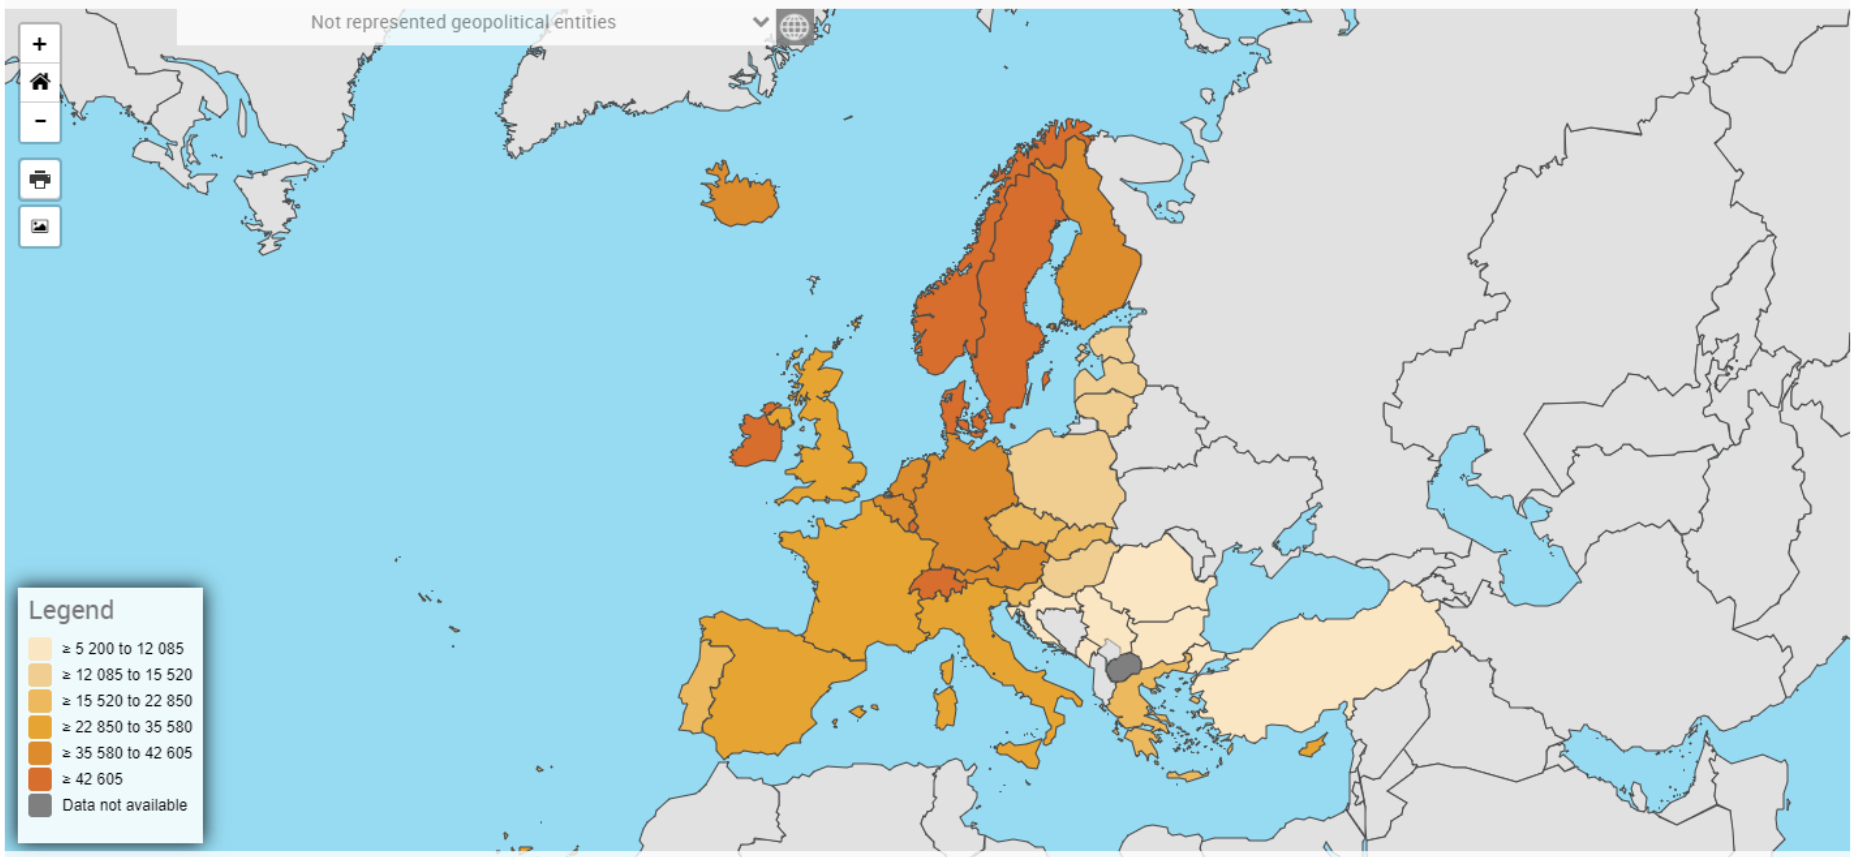 Not represented geopolitical entities
+
-
Legend
≥ 5 200 to 12 085
≥ 12 085 to 15 520
≥ 15 520 to 22 850
≥ 22 850 to 35 580
≥ 35 580 to 42 605
≥ 42 605
Data not available